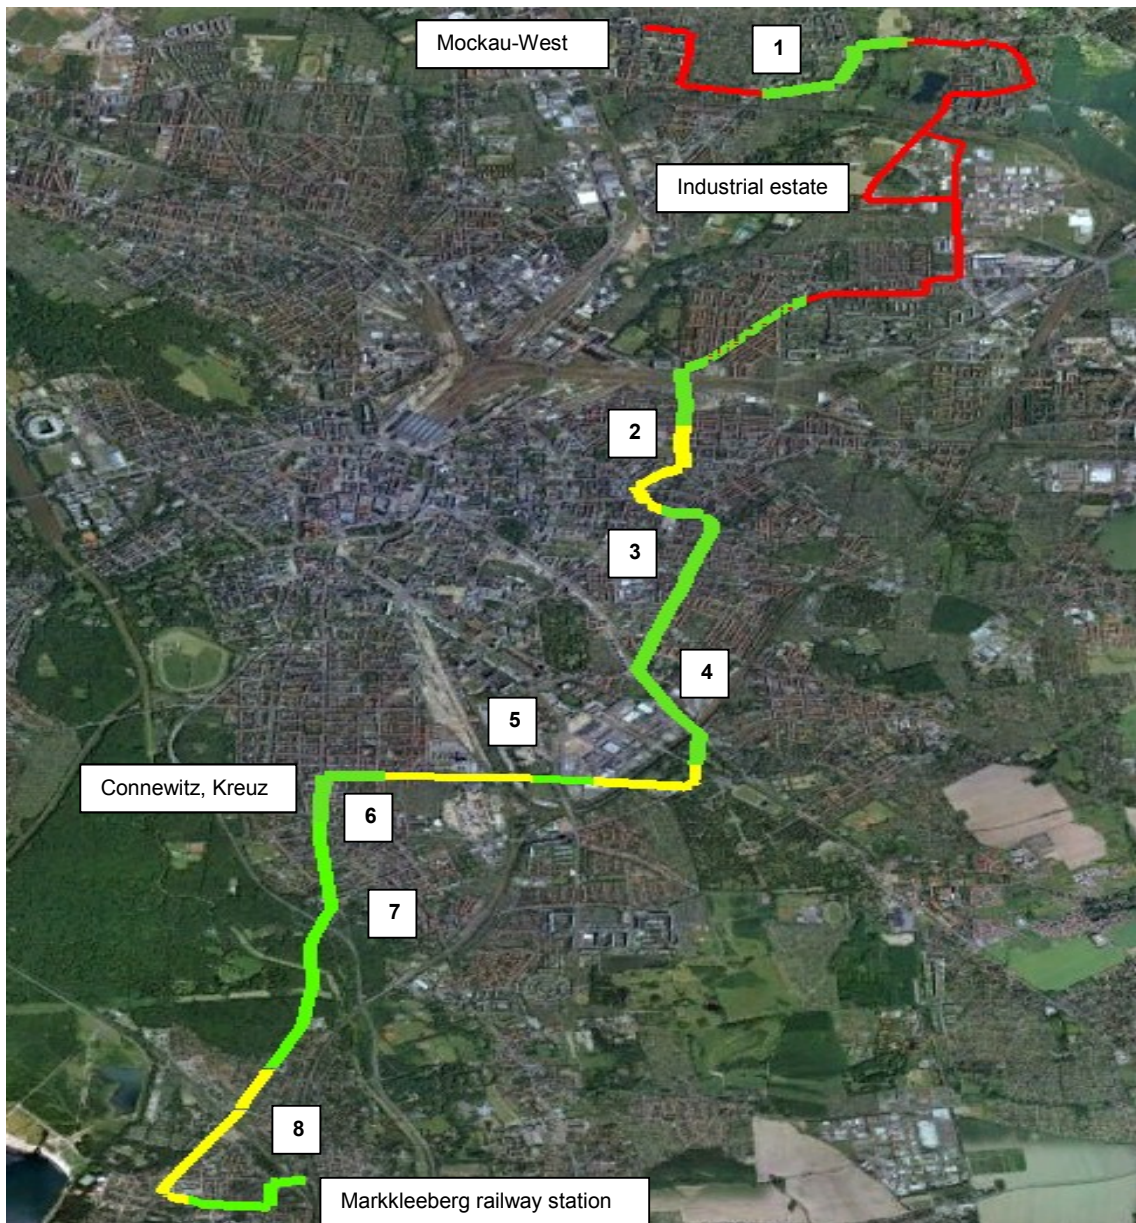 Mockau-West
1
Industrial estate
2
3
4
5
Connewitz, Kreuz
6
7
8
Markkleeberg railway station